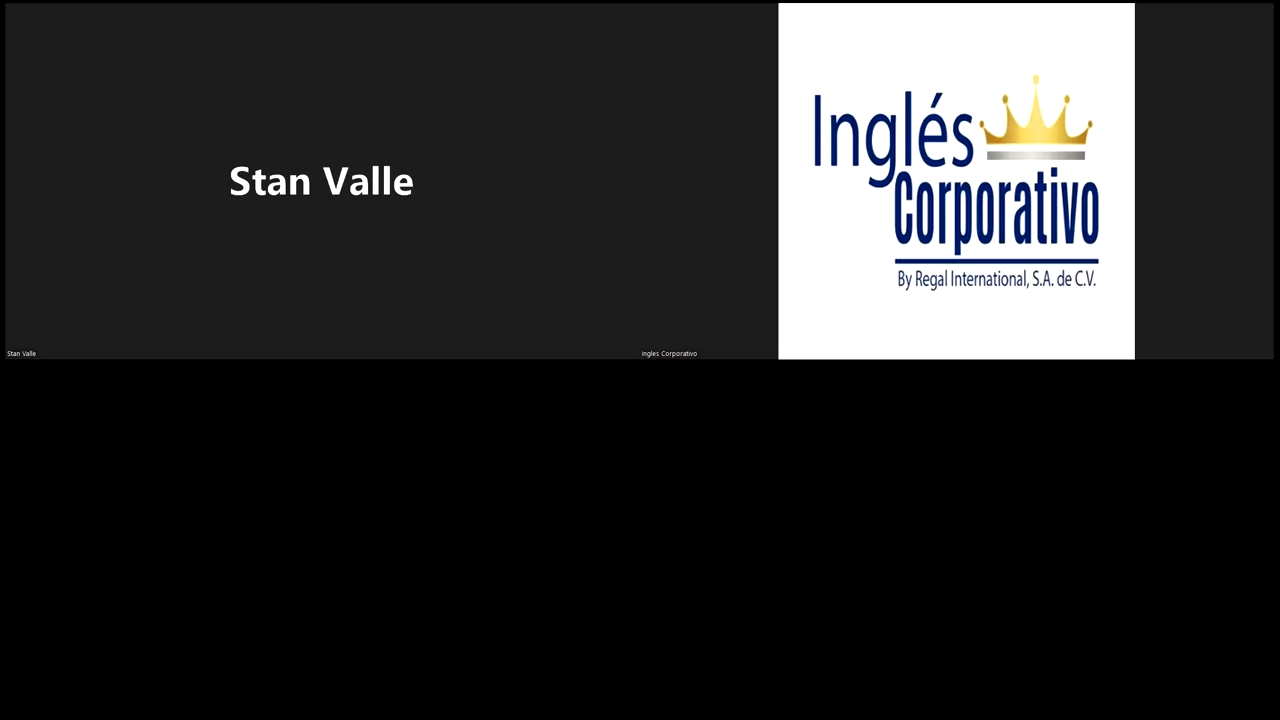 Stan Valle
Inglés
Corporativo
By Regal International, S.A. de C.V.
Stan Valle
Ingles Corporativo